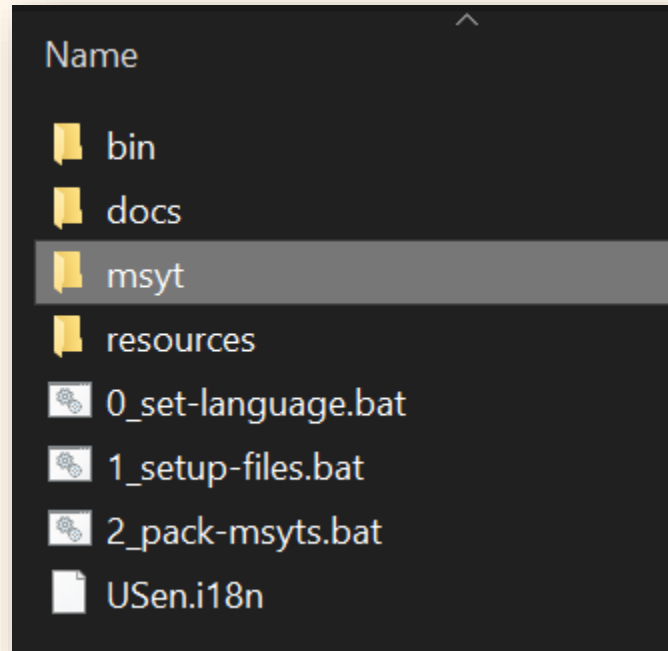 Name
bin
docs
msyt
resources
0_set-language.bat
1_setup-files.bat
2_pack-msyts.bat
USen.i18n